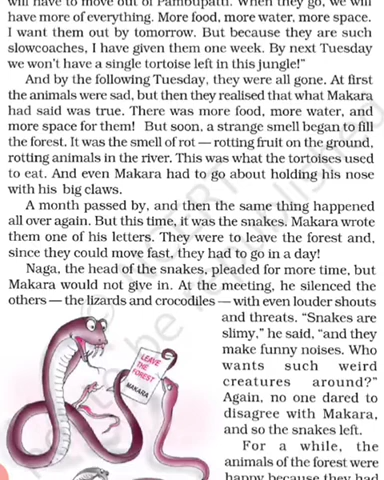 will have to move out of Pambupatti. When they go, we will
have more of everything. More food, more water, more space.
I want them out by tomorrow. But because they are such
slowcoaches, I have given them one week. By next Tuesday
we won't have a single tortoise left in this jungle!"
And by the following Tuesday, they were all gone. At first
the animals were sad, but then they realised that what Makara
had said was true. There was more food, more water, and
more space for them! But soon, a strange smell began to fill
the forest. It was the smell of rot — rotting fruit on the ground,
rotting animals in the river. This was what the tortoises used
to eat. And even Makara had to go about holding his nose
with his big claws.
A month passed by, and then the same thing happened
all over again. But this time, it was the snakes. Makara wrote
them one of his letters. They were to leave the forest and,
since they could move fast, they had to go in a day!
Naga, the head of the snakes, pleaded for more time, but
Makara would not give in. At the meeting, he silenced the
others — the lizards and crocodiles — with even louder shouts
and threats. "Snakes are
slimy," he said, "and they
make funny noises. Who
wants such weird
creatures around?"
Again, no one dared to
disagree with Makara,
and so the snakes left.
For a while, the
animals of the forest were
happy because they had
LEAVE
THE
FOREST
MAKARA